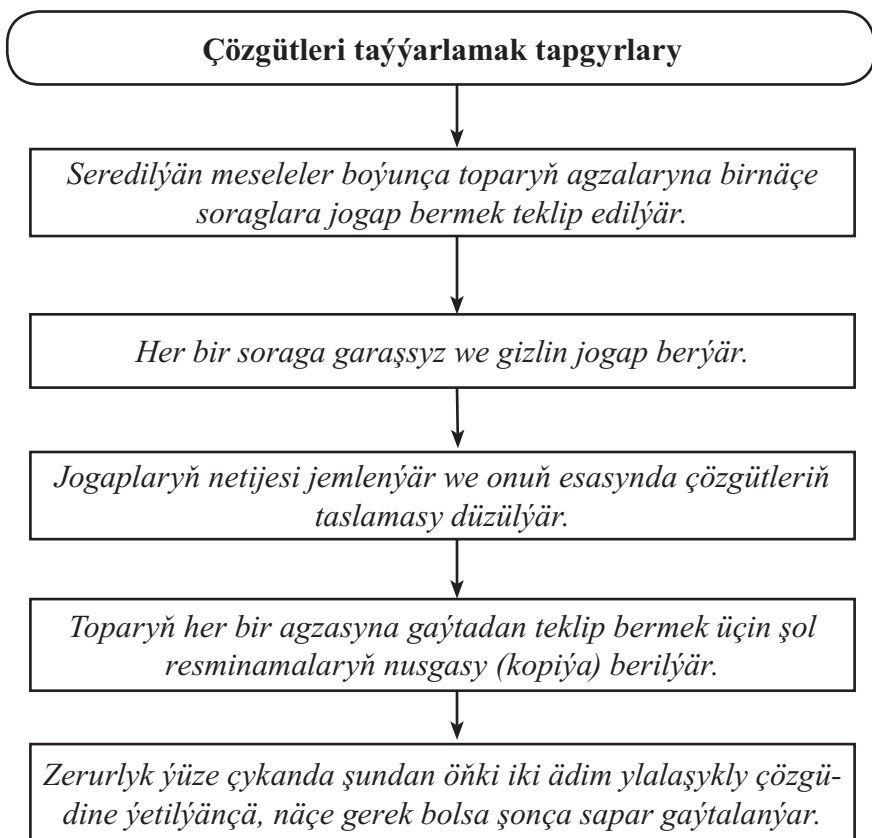 Çözgütleri taýýarlamak tapgyrlary
Seredilýän meseleler boýunça toparyň agzalaryna birnäçe
soraglara jogap bermek teklip edilýär.
Her bir soraga garaşsyz we gizlin jogap berýär.
Jogaplaryň netijesi jemlenýär we onuň esasynda çözgütleriň
taslamasy düzülýär.
Toparyň her bir agzasyna gaýtadan teklip bermek üçin şol
resminamalaryň nusgasy (kopiýa) berilýär.
Zerurlyk ýüze çykanda şundan öňki iki ädim ylalaşykly çözgü-
dine ýetilýänçä, näçe gerek bolsa şonça sapar gaýtalanýar.